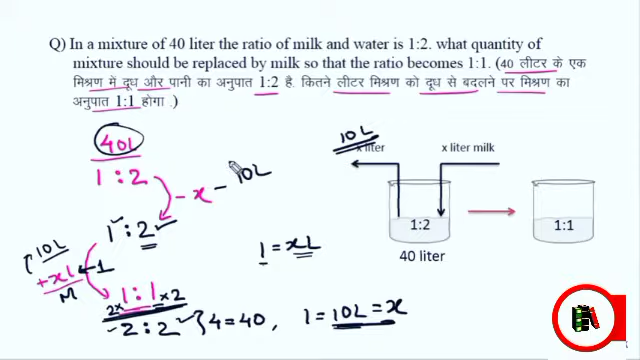 Q) In a mixture of 40 liter the ratio of milk and water is 1:2. what quantity of
mixture should be replaced by milk so that the ratio becomes 1:1. (40 लीटर के एक
मिश्रण में दूध और पानी का अनुपात 1:2 है. कितने लीटर मिश्रण को दूध से बदलने पर मिश्रण का
अनुपात 1:1 होगा.)
40L
1 : 2
- x - 10L
1 : 2
10L
+xL ← 1
M
1 : 1
2× ×2
2 : 2 } 4 = 40, 1 = 10L = x
1 = xL
10L
x liter
x liter milk
1:2
1:1
40 liter